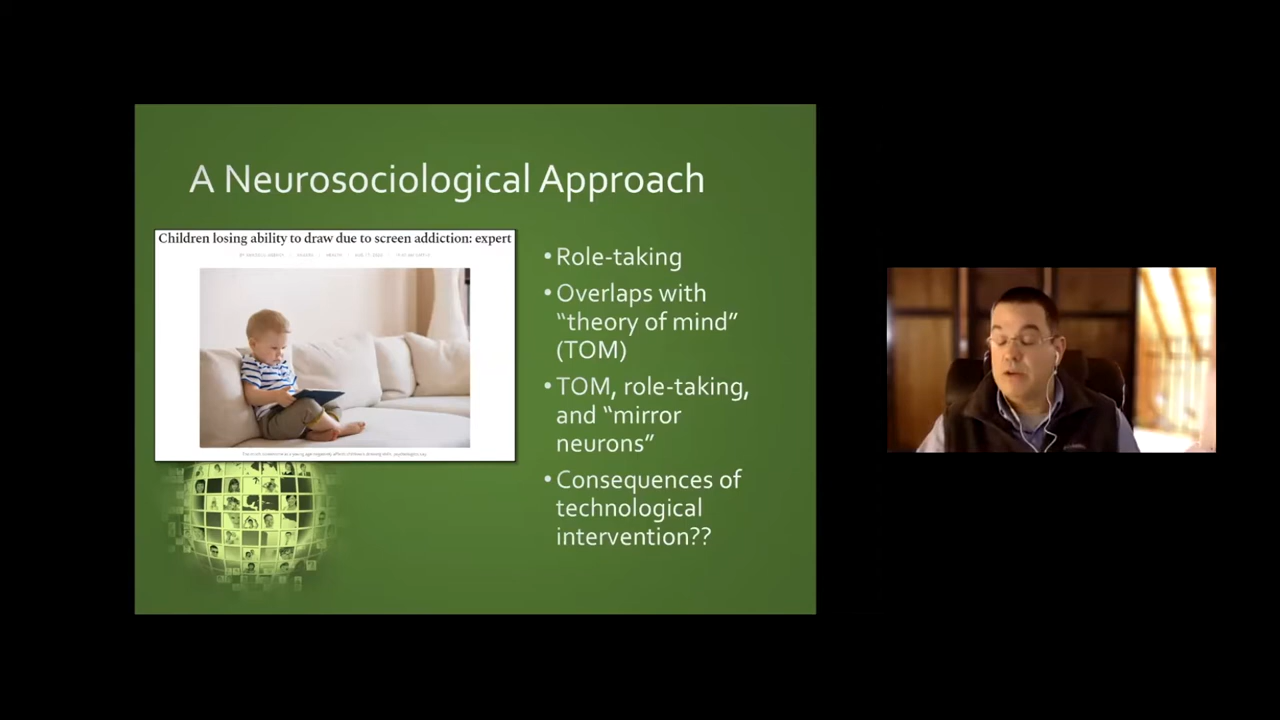 A Neurosociological Approach
Children losing ability to draw due to screen addiction: expert
• Role-taking
• Overlaps with
“theory of mind”
(TOM)
• TOM, role-taking,
and “mirror
neurons”
• Consequences of
technological
intervention??